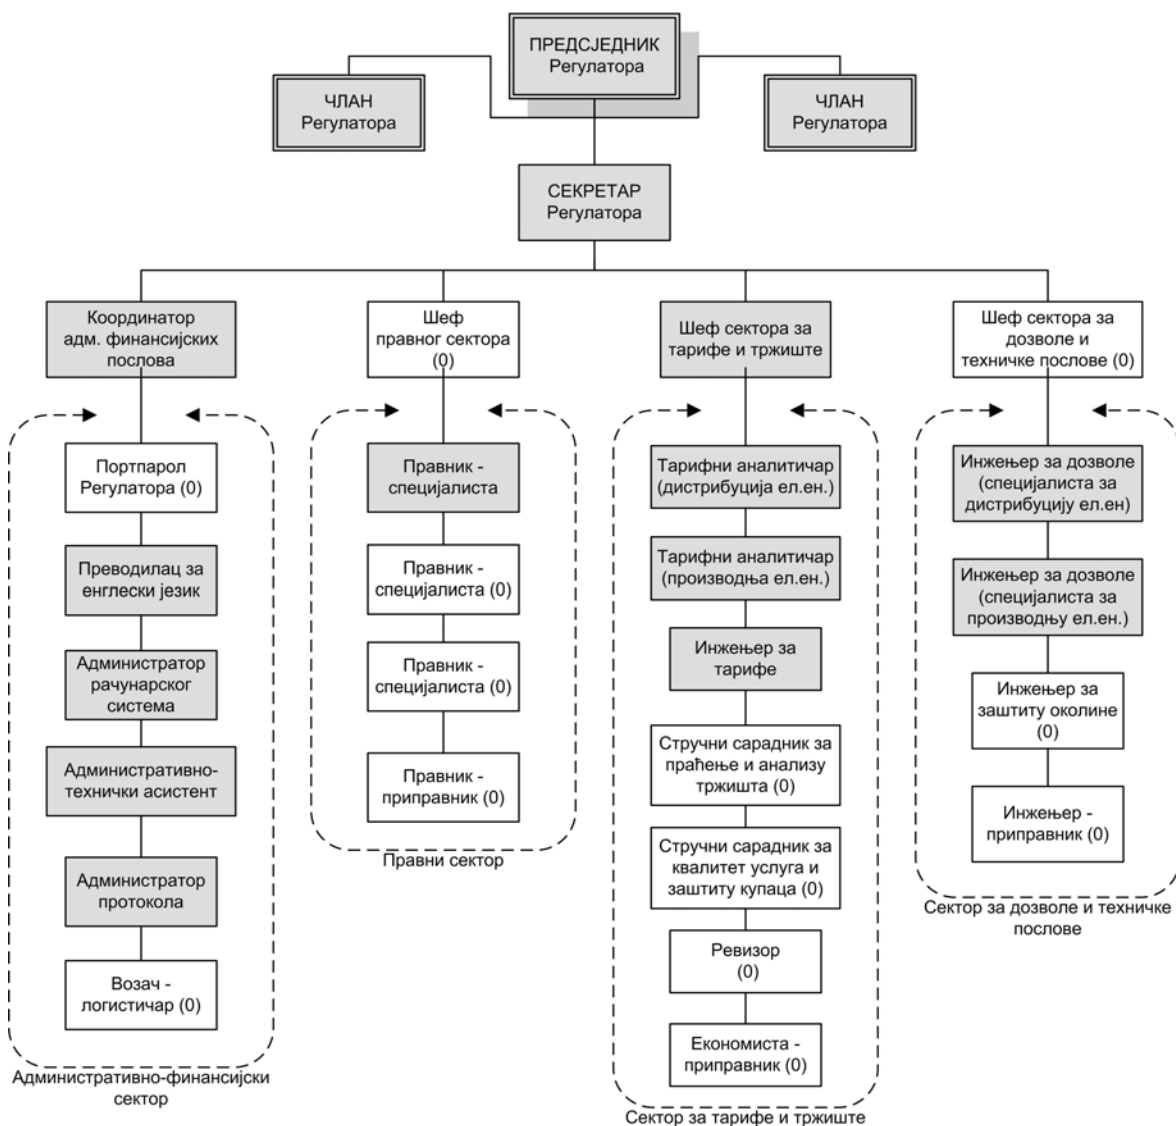 ПРЕДСЈЕДНИК
Регулатора
ЧЛАН
Регулатора
ЧЛАН
Регулатора
СЕКРЕТАР
Регулатора
Координатор
адм. финансијских
послова
Шеф
правног сектора
(0)
Шеф сектора за
тарифе и тржиште
Шеф сектора за
дозволе и
техничке послове (0)
Портпарол
Регулатора (0)
Преводилац за
енглески језик
Администратор
рачунарског
система
Административно-
технички асистент
Администратор
протокола
Возач -
логистичар (0)
Административно-финансијски
сектор
Правник -
специјалиста
Правник -
специјалиста (0)
Правник -
специјалиста (0)
Правник -
приправник (0)
Правни сектор
Тарифни аналитичар
(дистрибуција ел.ен.)
Тарифни аналитичар
(производња ел.ен.)
Инжењер за
тарифе
Стручни сарадник за
праћење и анализу
тржишта (0)
Стручни сарадник за
квалитет услуга и
заштиту купаца (0)
Ревизор
(0)
Економиста -
приправник (0)
Сектор за тарифе и тржиште
Инжењер за дозволе
(специјалиста за
дистрибуцију ел.ен)
Инжењер за дозволе
(специјалиста за
производњу ел.ен.)
Инжењер за
заштиту околине
(0)
Инжењер -
приправник (0)
Сектор за дозволе и техничке
послове